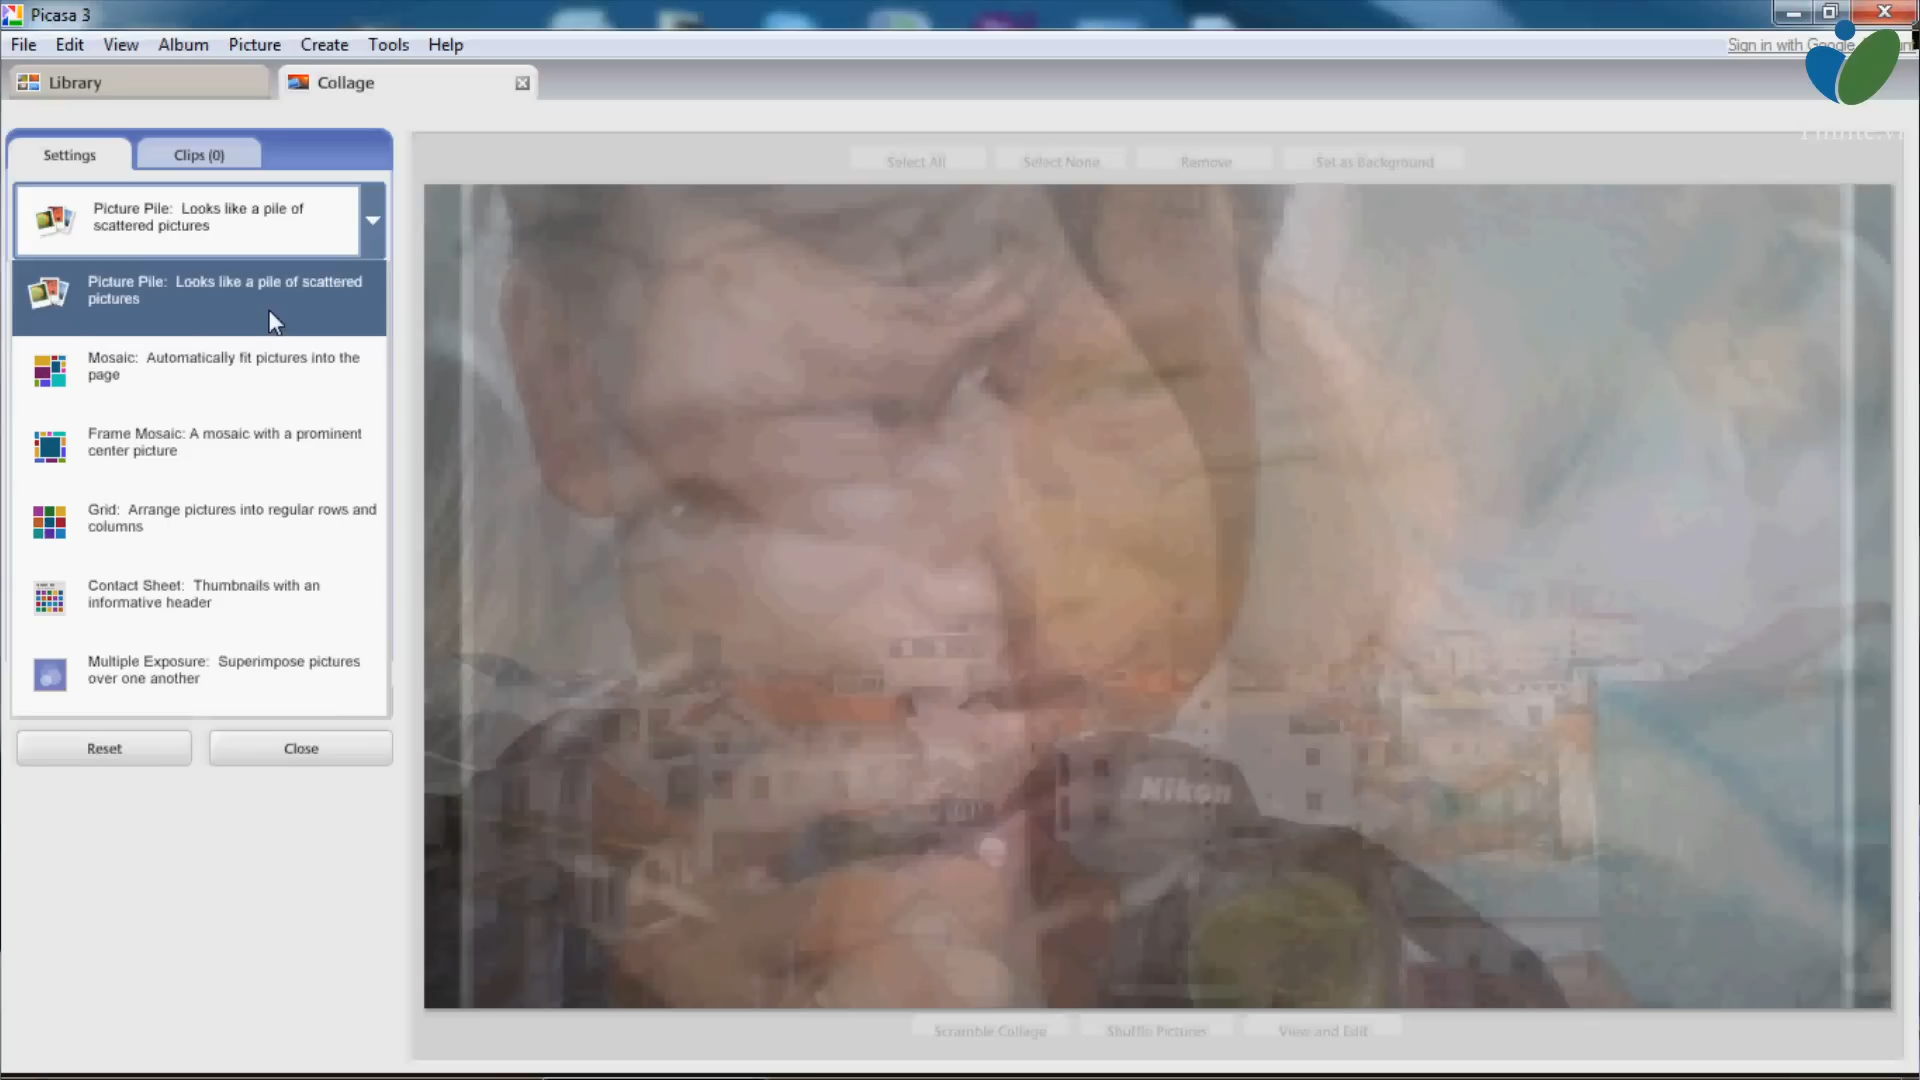 Picasa 3
File Edit View Album Picture Create Tools Help
Library
Collage
Settings
Clips (0)
Select All
Select None
Remove
Set as Background
Picture Pile: Looks like a pile of
scattered pictures
Picture Pile: Looks like a pile of scattered
pictures
Mosaic: Automatically fit pictures into the
page
Frame Mosaic: A mosaic with a prominent
center picture
Grid: Arrange pictures into regular rows and
columns
Contact Sheet: Thumbnails with an
informative header
Multiple Exposure: Superimpose pictures
over one another
Reset
Close
Nikon
Scramble Collage
Shuffle Pictures
View and Edit
Sign in with Google